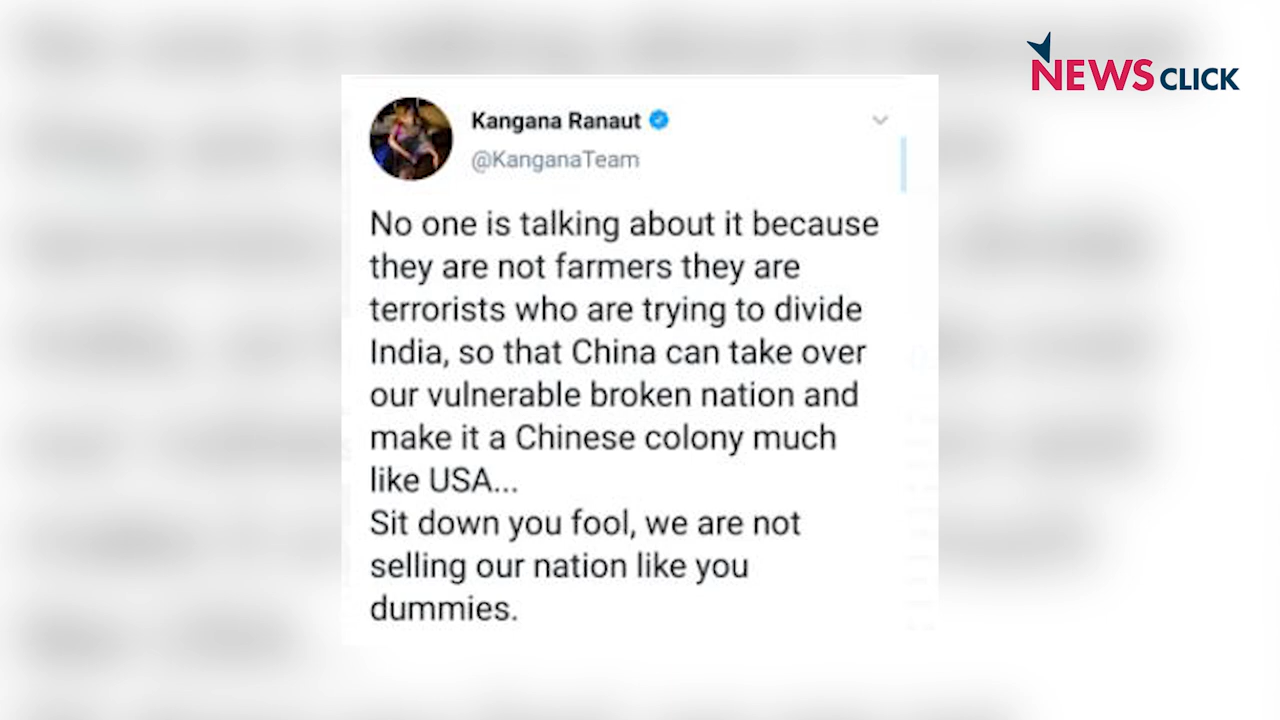 NEWS CLICK
Kangana Ranaut
@KanganaTeam
No one is talking about it because
they are not farmers they are
terrorists who are trying to divide
India, so that China can take over
our vulnerable broken nation and
make it a Chinese colony much
like USA...
Sit down you fool, we are not
selling our nation like you
dummies.